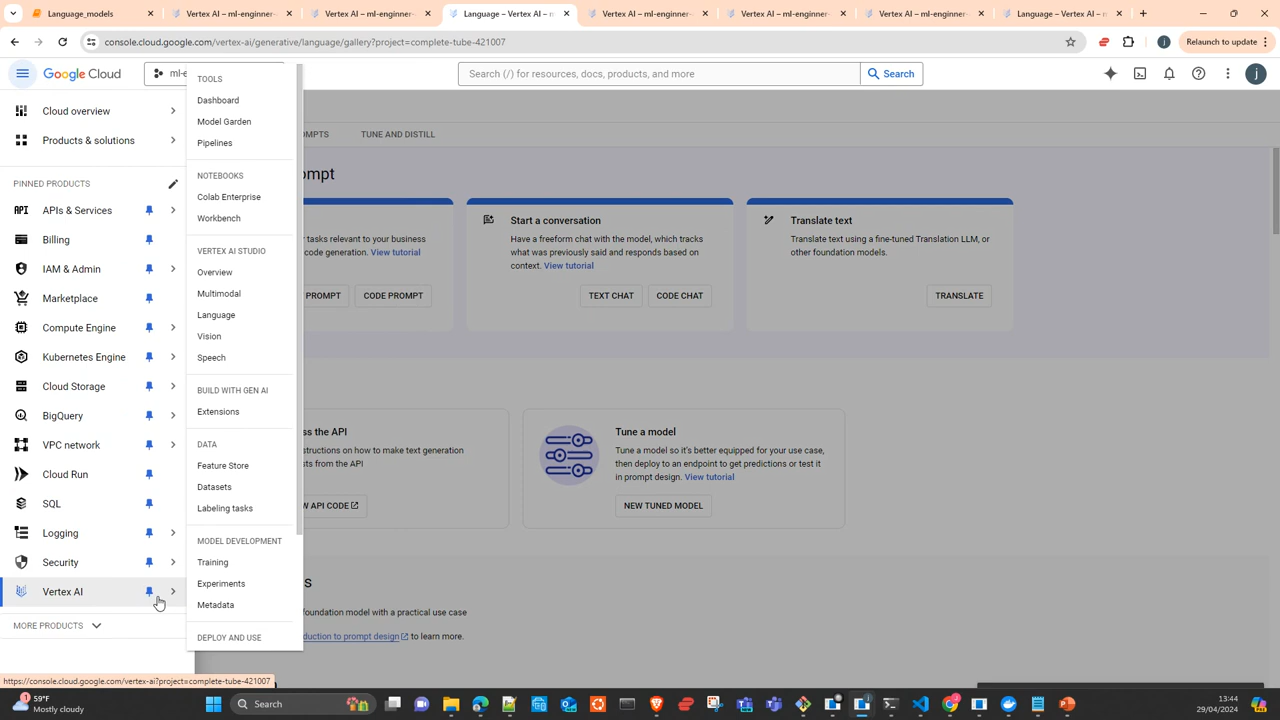 Language_models
Vertex AI – ml-enginner-
Vertex AI – ml-enginner-
Language – Vertex AI – m
Vertex AI – ml-enginner-
Vertex AI – ml-enginner-
Vertex AI – ml-enginner-
Language – Vertex AI – m
console.cloud.google.com/vertex-ai/generative/language/gallery?project=complete-tube-421007
Relaunch to update
Google Cloud
ml-e
Search (/) for resources, docs, products, and more
Search
j
Cloud overview
Products & solutions
PINNED PRODUCTS
APIs & Services
Billing
IAM & Admin
Marketplace
Compute Engine
Kubernetes Engine
Cloud Storage
BigQuery
VPC network
Cloud Run
SQL
Logging
Security
Vertex AI
MORE PRODUCTS
TOOLS
Dashboard
Model Garden
Pipelines
NOTEBOOKS
Colab Enterprise
Workbench
VERTEX AI STUDIO
Overview
Multimodal
Language
Vision
Speech
BUILD WITH GEN AI
Extensions
DATA
Feature Store
Datasets
Labeling tasks
MODEL DEVELOPMENT
Training
Experiments
Metadata
DEPLOY AND USE
MPTS
TUNE AND DISTILL
ompt
r tasks relevant to your business
code generation. View tutorial
PROMPT
CODE PROMPT
Start a conversation
Have a freeform chat with the model, which tracks
what was previously said and responds based on
context. View tutorial
TEXT CHAT
CODE CHAT
Translate text
Translate text using a fine-tuned Translation LLM, or
other foundation models.
TRANSLATE
ss the API
structions on how to make text generation
sts from the API
W API CODE
Tune a model
Tune a model so it's better equipped for your use case,
then deploy to an endpoint to get predictions or test it
in prompt design. View tutorial
NEW TUNED MODEL
s
foundation model with a practical use case
duction to prompt design to learn more.
https://console.cloud.google.com/vertex-ai?project=complete-tube-421007
1
59°F
Mostly cloudy
Search
13:44
29/04/2024